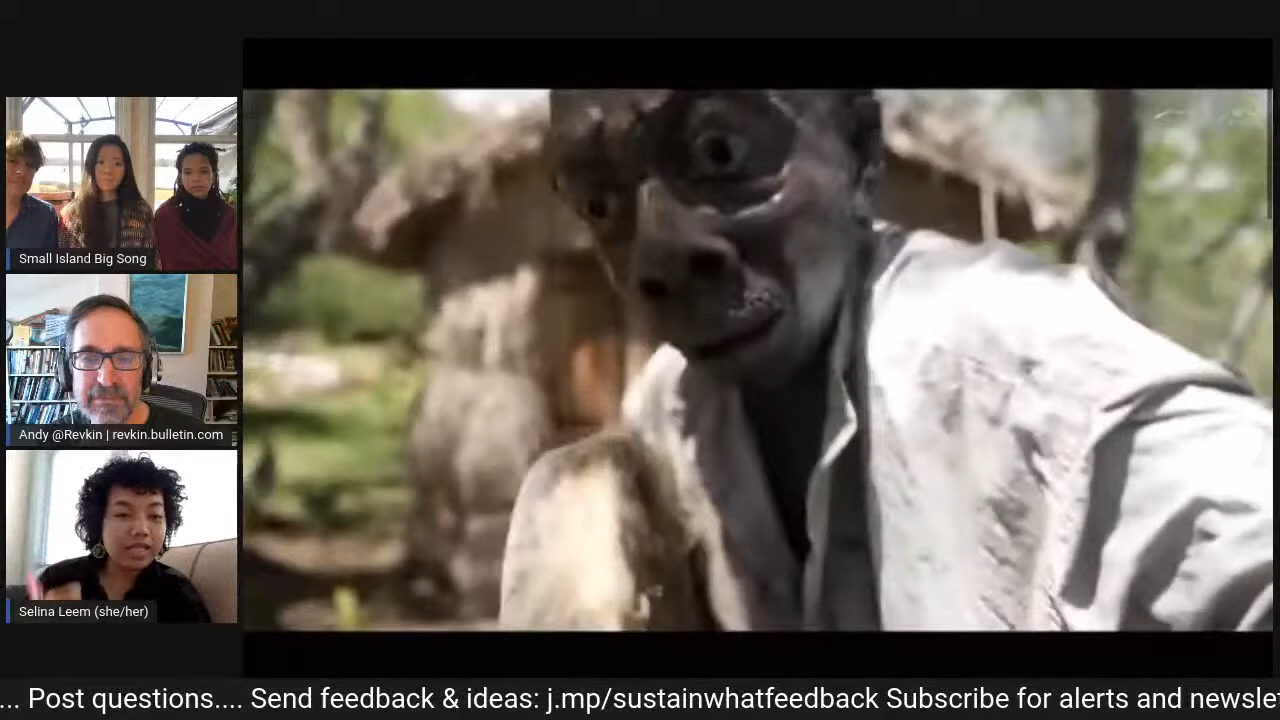 Small Island Big Song
Andy @Revkin | revkin.bulletin.com
Selina Leem (she/her)
... Post questions.... Send feedback & ideas: j.mp/sustainwhatfeedback Subscribe for alerts and newsle